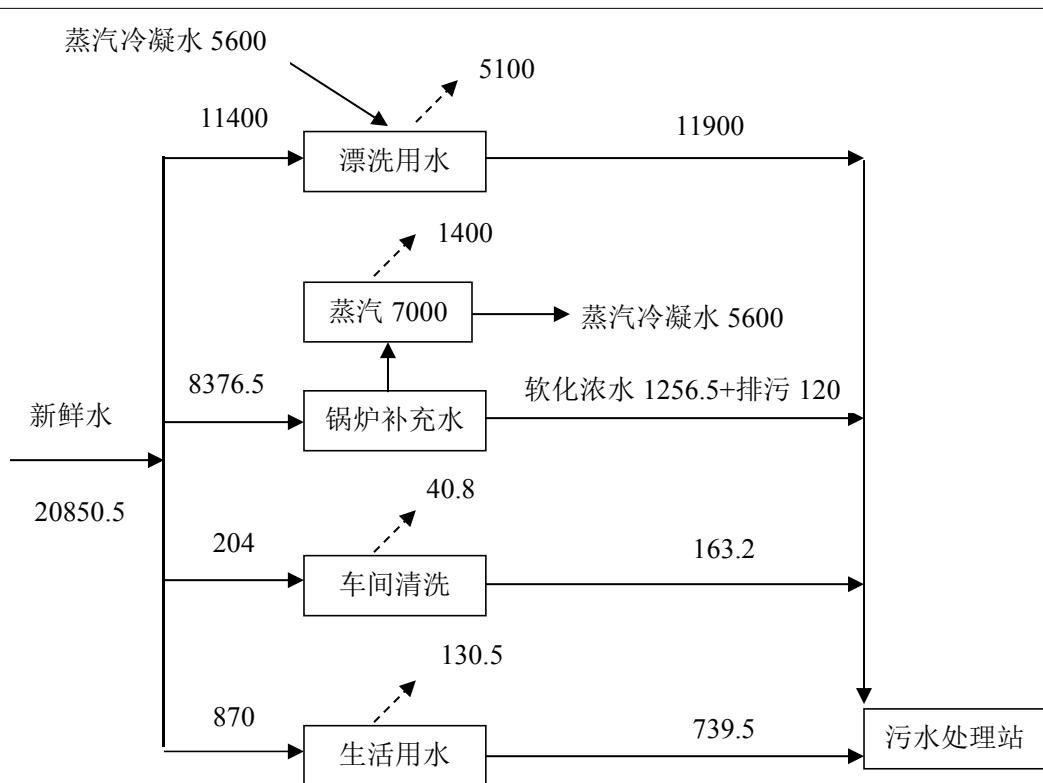 蒸汽冷凝水 5600
5100
11400
漂洗用水
11900
1400
蒸汽 7000
蒸汽冷凝水 5600
8376.5
锅炉补充水
软化浓水 1256.5+排污 120
新鲜水
20850.5
40.8
204
车间清洗
163.2
130.5
870
生活用水
739.5
污水处理站